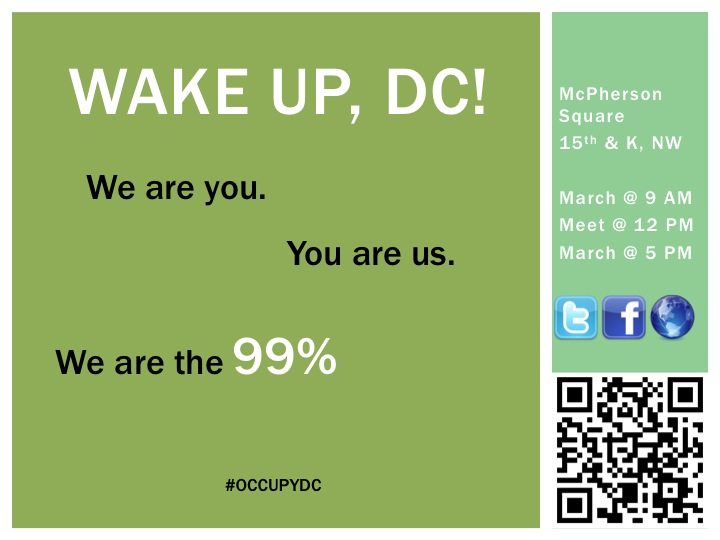 WAKE UP, DC!
We are you.
You are us.
We are the 99%
#OCCUPYDC
McPherson
Square
15th & K, NW
March @ 9 AM
Meet @ 12 PM
March @ 5 PM